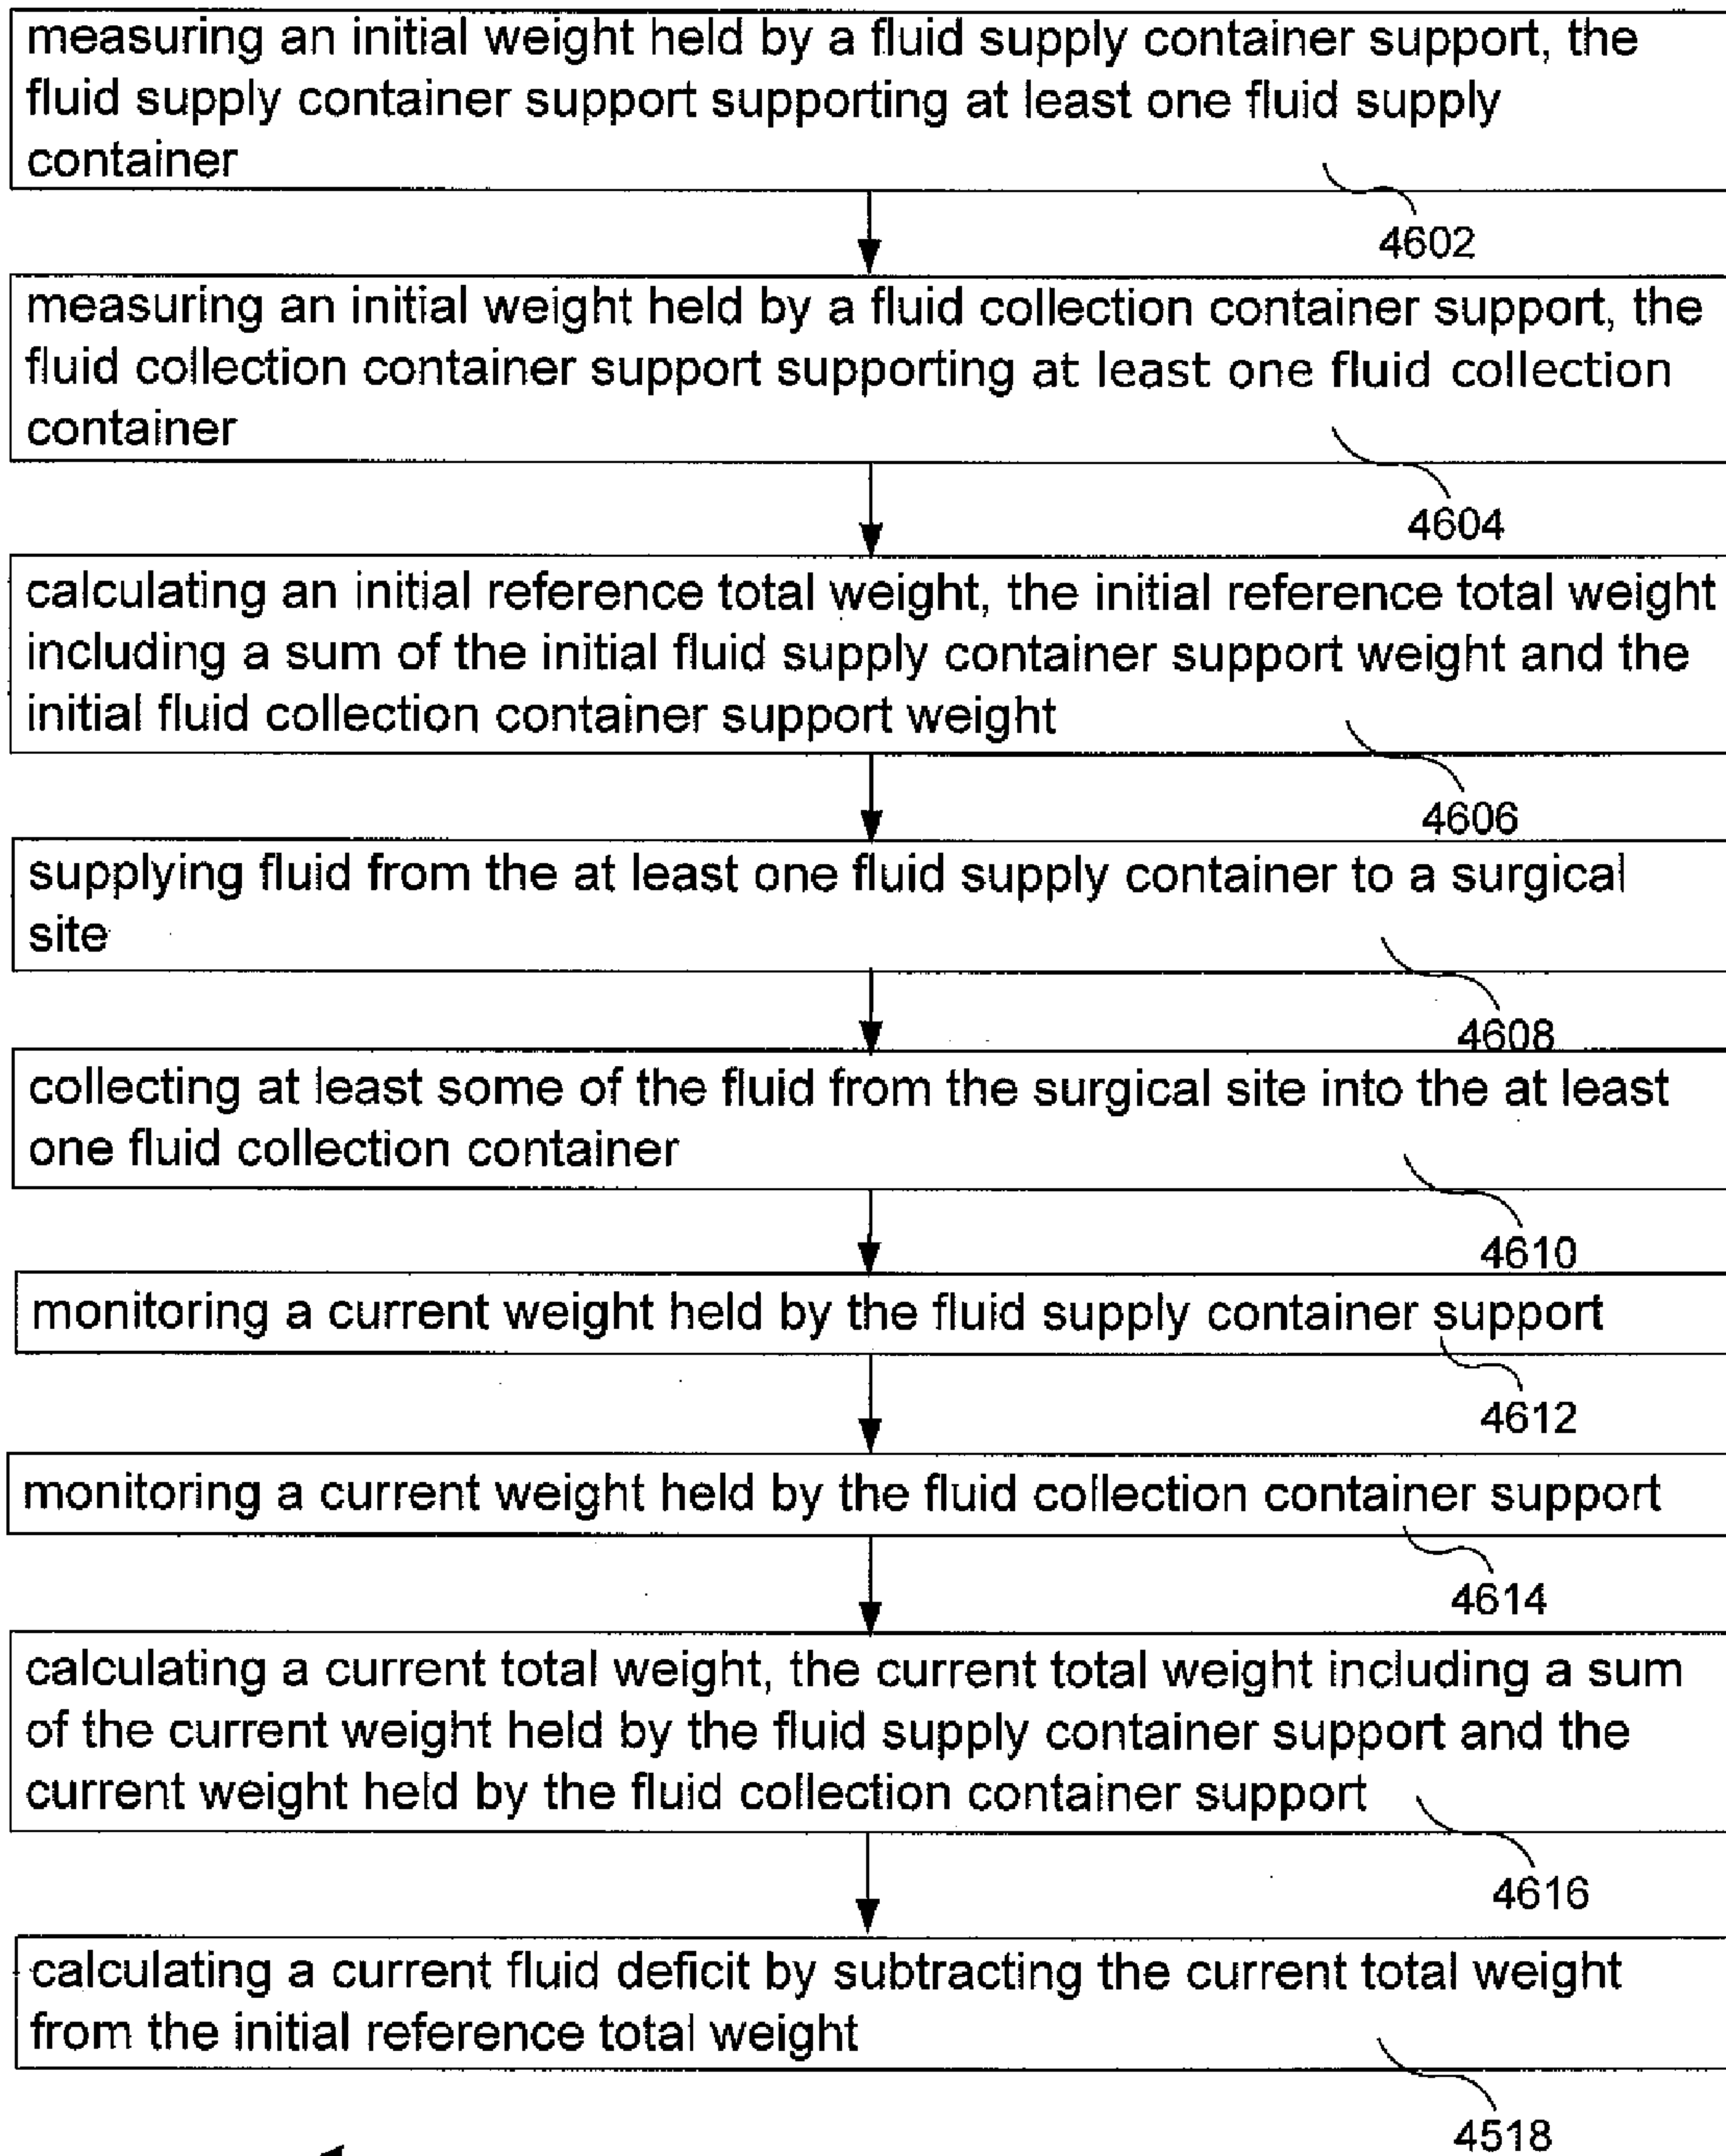 measuring an initial weight held by a fluid supply container support, the
fluid supply container support supporting at least one fluid supply
container
4602
measuring an initial weight held by a fluid collection container support, the
fluid collection container support supporting at least one fluid collection
container
4604
calculating an initial reference total weight, the initial reference total weight
including a sum of the initial fluid supply container support weight and the
initial fluid collection container support weight
4606
supplying fluid from the at least one fluid supply container to a surgical
site
4608
collecting at least some of the fluid from the surgical site into the at least
one fluid collection container
4610
monitoring a current weight held by the fluid supply container support
4612
monitoring a current weight held by the fluid collection container support
4614
calculating a current total weight, the current total weight including a sum
of the current weight held by the fluid supply container support and the
current weight held by the fluid collection container support
4616
calculating a current fluid deficit by subtracting the current total weight
from the initial reference total weight
4518